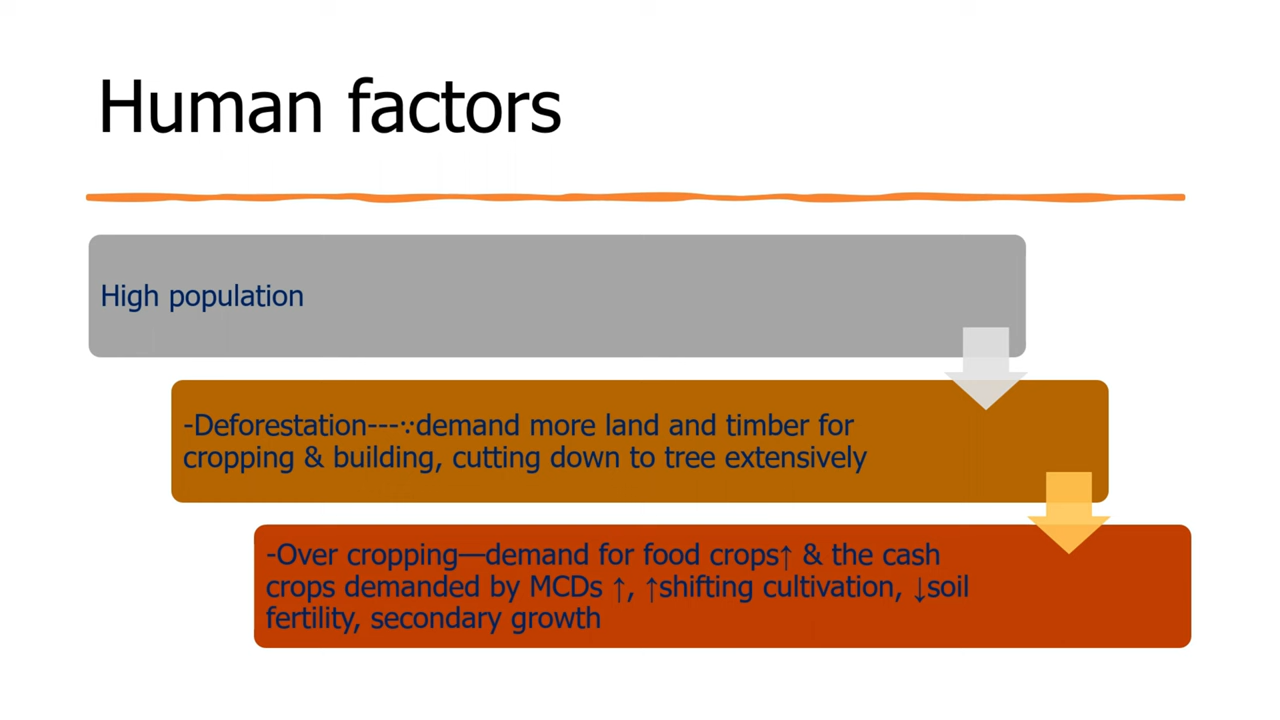 Human factors
High population
-Deforestation---∵demand more land and timber for
cropping & building, cutting down to tree extensively
-Over cropping—demand for food crops↑ & the cash
crops demanded by MCDs ↑, ↑shifting cultivation, ↓soil
fertility, secondary growth